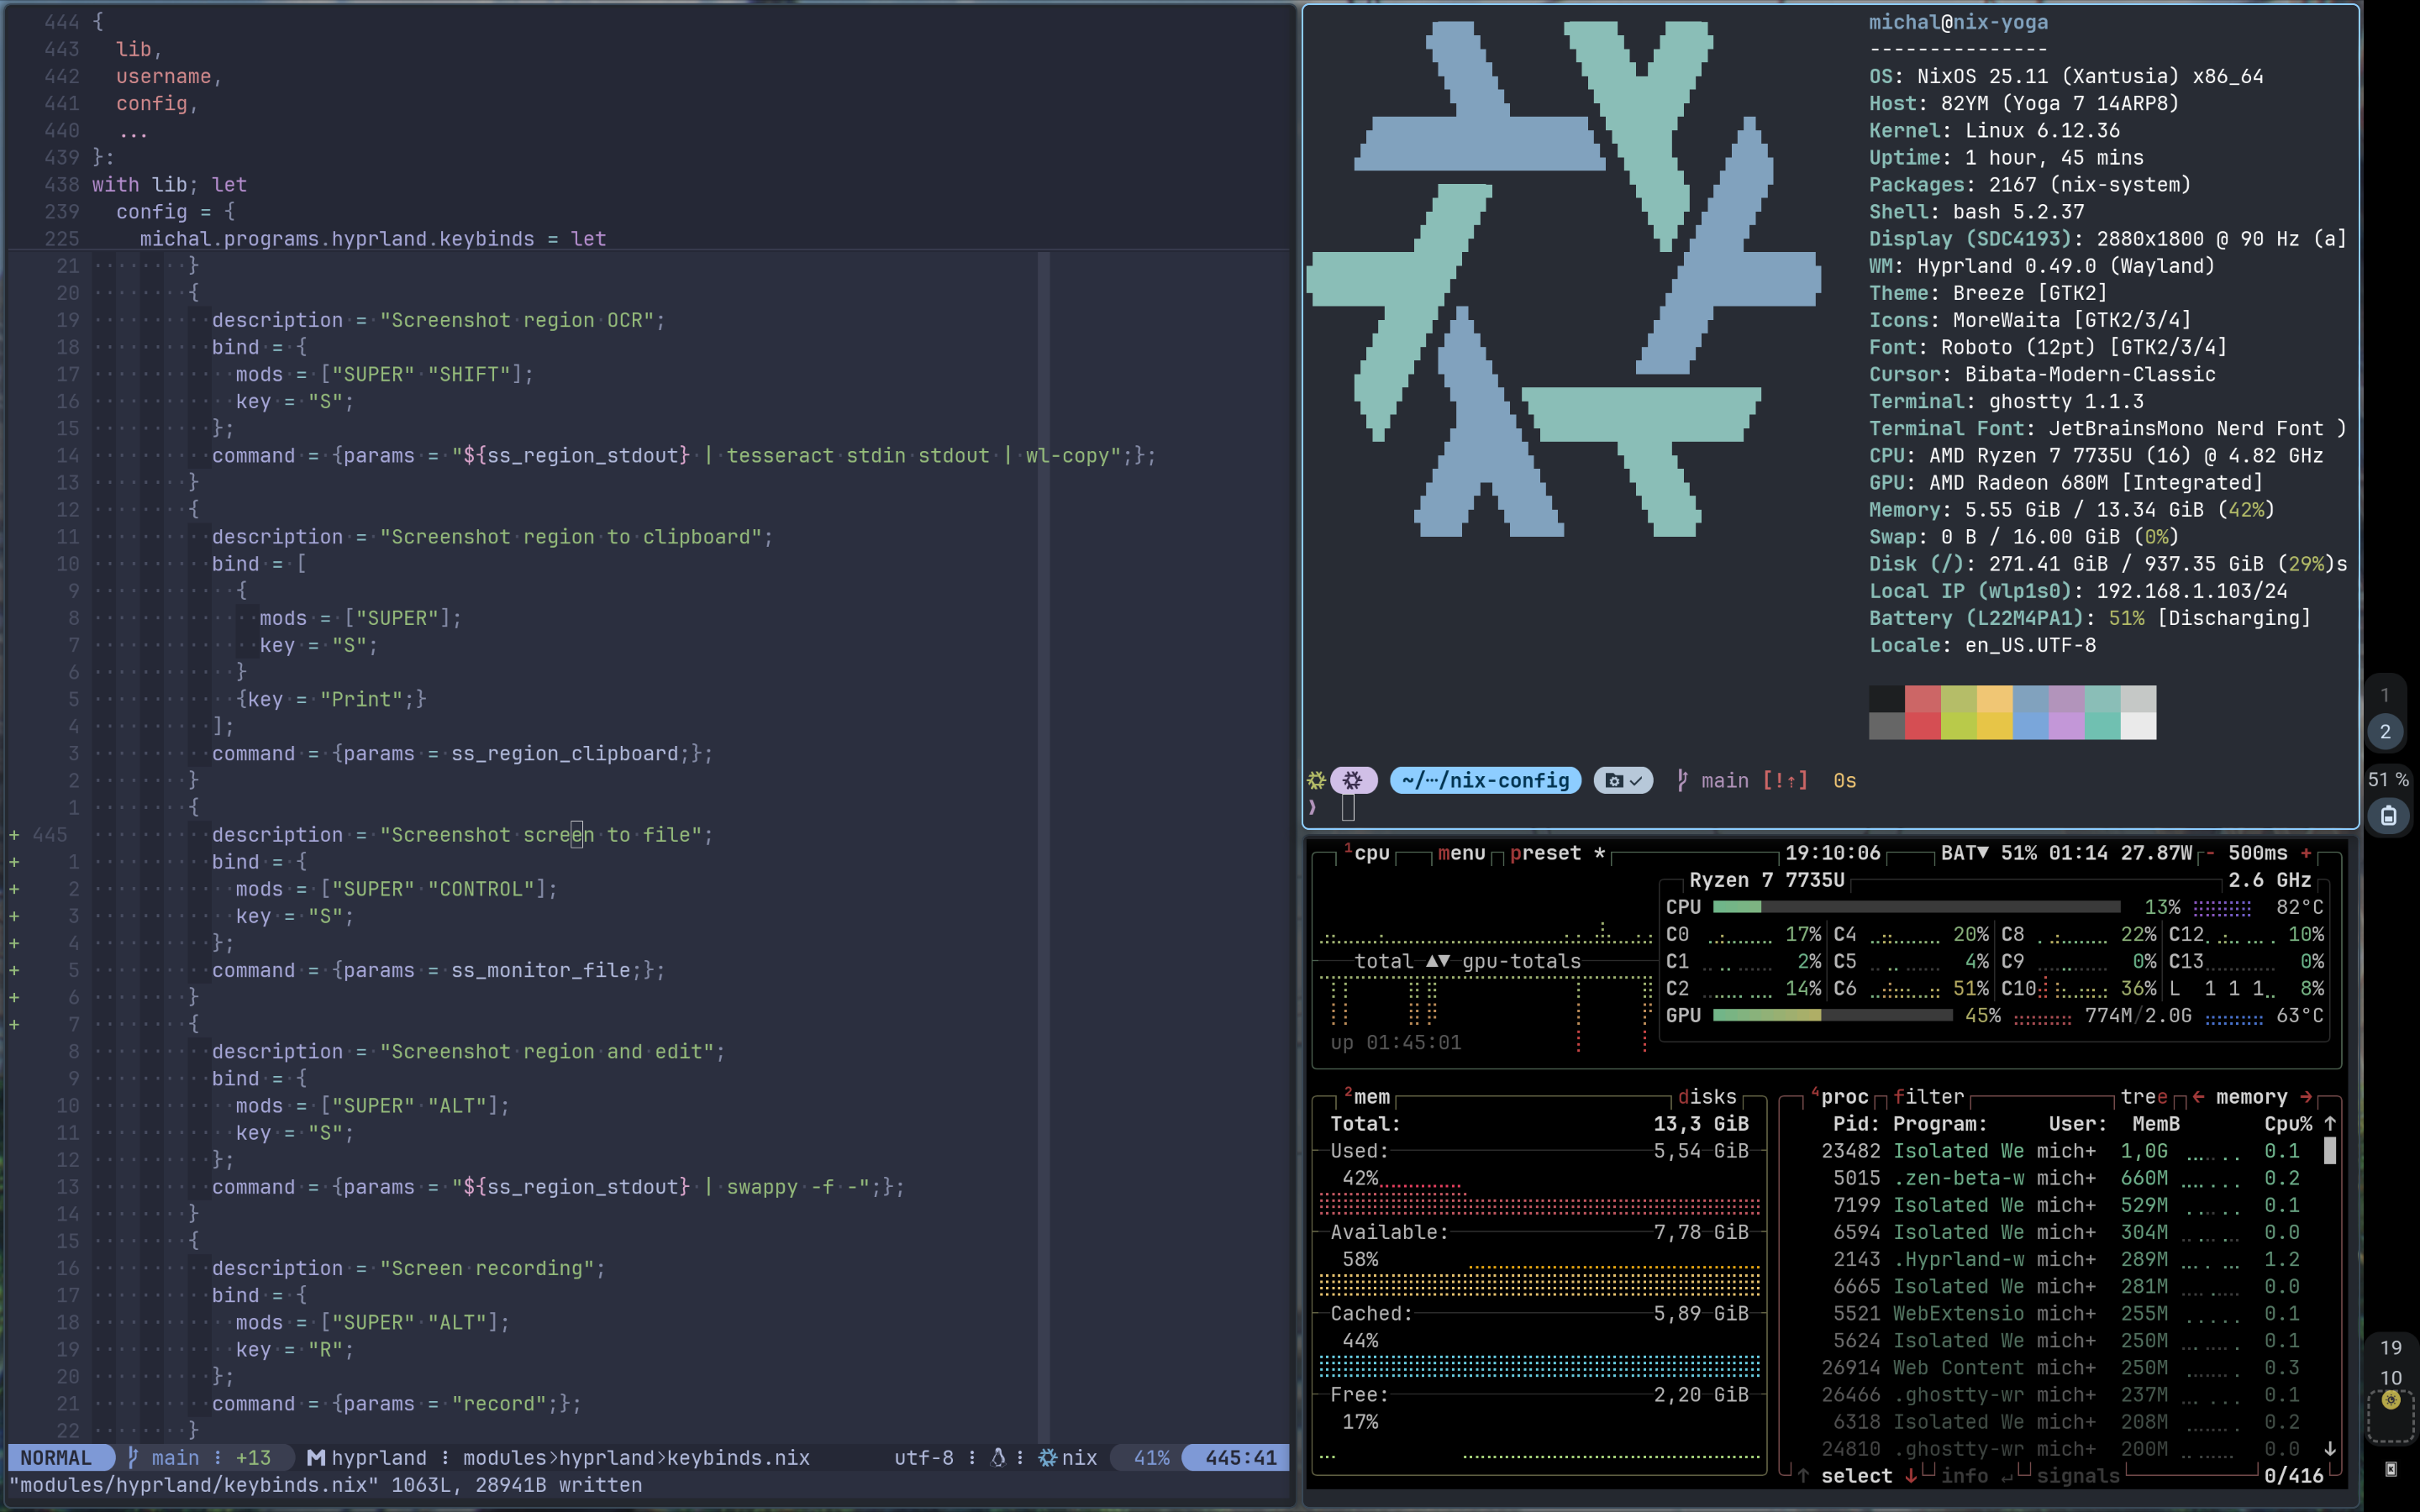 444 {
443   lib,
442   username,
441   config,
440   ...
439 }:
438 with lib; let
239   config = {
225     michal.programs.hyprland.keybinds = let
21         }
20         {
19           description = "Screenshot region OCR";
18           bind = {
17             mods = ["SUPER" "SHIFT"];
16             key = "S";
15           };
14           command = {params = "${ss_region_stdout} | tesseract stdin stdout | wl-copy";};
13         }
12         {
11           description = "Screenshot region to clipboard";
10           bind = [
9             {
8               mods = ["SUPER"];
7               key = "S";
6             }
5             {key = "Print";}
4           ];
3           command = {params = ss_region_clipboard;};
2         }
1         {
+ 445           description = "Screenshot screen to file";
+ 1           bind = {
+ 2             mods = ["SUPER" "CONTROL"];
+ 3             key = "S";
+ 4           };
+ 5           command = {params = ss_monitor_file;};
+ 6         }
+ 7         {
8           description = "Screenshot region and edit";
9           bind = {
10             mods = ["SUPER" "ALT"];
11             key = "S";
12           };
13           command = {params = "${ss_region_stdout} | swappy -f -";};
14         }
15         {
16           description = "Screen recording";
17           bind = {
18             mods = ["SUPER" "ALT"];
19             key = "R";
20           };
21           command = {params = "record";};
22         }
NORMAL main +13 hyprland modules>hyprland>keybinds.nix utf-8 nix 41% 445:41
"modules/hyprland/keybinds.nix" 1063L, 28941B written
michal@nix-yoga
---------------
OS: NixOS 25.11 (Xantusia) x86_64
Host: 82YM (Yoga 7 14ARP8)
Kernel: Linux 6.12.36
Uptime: 1 hour, 45 mins
Packages: 2167 (nix-system)
Shell: bash 5.2.37
Display (SDC4193): 2880x1800 @ 90 Hz (a]
WM: Hyprland 0.49.0 (Wayland)
Theme: Breeze [GTK2]
Icons: MoreWaita [GTK2/3/4]
Font: Roboto (12pt) [GTK2/3/4]
Cursor: Bibata-Modern-Classic
Terminal: ghostty 1.1.3
Terminal Font: JetBrainsMono Nerd Font )
CPU: AMD Ryzen 7 7735U (16) @ 4.82 GHz
GPU: AMD Radeon 680M [Integrated]
Memory: 5.55 GiB / 13.34 GiB (42%)
Swap: 0 B / 16.00 GiB (0%)
Disk (/): 271.41 GiB / 937.35 GiB (29%)s
Local IP (wlp1s0): 192.168.1.103/24
Battery (L22M4PA1): 51% [Discharging]
Locale: en_US.UTF-8
~/…/nix-config main [!⇡] 0s
❯
¹cpu menu preset * 19:10:06 BAT▼ 51% 01:14 27.87W - 500ms +
Ryzen 7 7735U 2.6 GHz
CPU 13% 82°C
C0 17% C4 20% C8 22% C12 10%
total ▲▼ gpu-totals C1 2% C5 4% C9 0% C13 0%
C2 14% C6 51% C10 36% L 1 1 1 8%
GPU 45% 774M/2.0G 63°C
up 01:45:01
²mem disks
Total: 13,3 GiB
Used: 5,54 GiB
42%
Available: 7,78 GiB
58%
Cached: 5,89 GiB
44%
Free: 2,20 GiB
17%
⁴proc filter tree ← memory →
Pid: Program: User: MemB Cpu% ↑
23482 Isolated We mich+ 1,0G 0.1
5015 .zen-beta-w mich+ 660M 0.2
7199 Isolated We mich+ 529M 0.1
6594 Isolated We mich+ 304M 0.0
2143 .Hyprland-w mich+ 289M 1.2
6665 Isolated We mich+ 281M 0.0
5521 WebExtensio mich+ 255M 0.1
5624 Isolated We mich+ 250M 0.1
26914 Web Content mich+ 250M 0.3
26466 .ghostty-wr mich+ 237M 0.1
6318 Isolated We mich+ 208M 0.2
24810 .ghostty-wr mich+ 200M 0.0 ↓
↑ select ↓ info ↵ signals 0/416
1
2
51 %
19
10